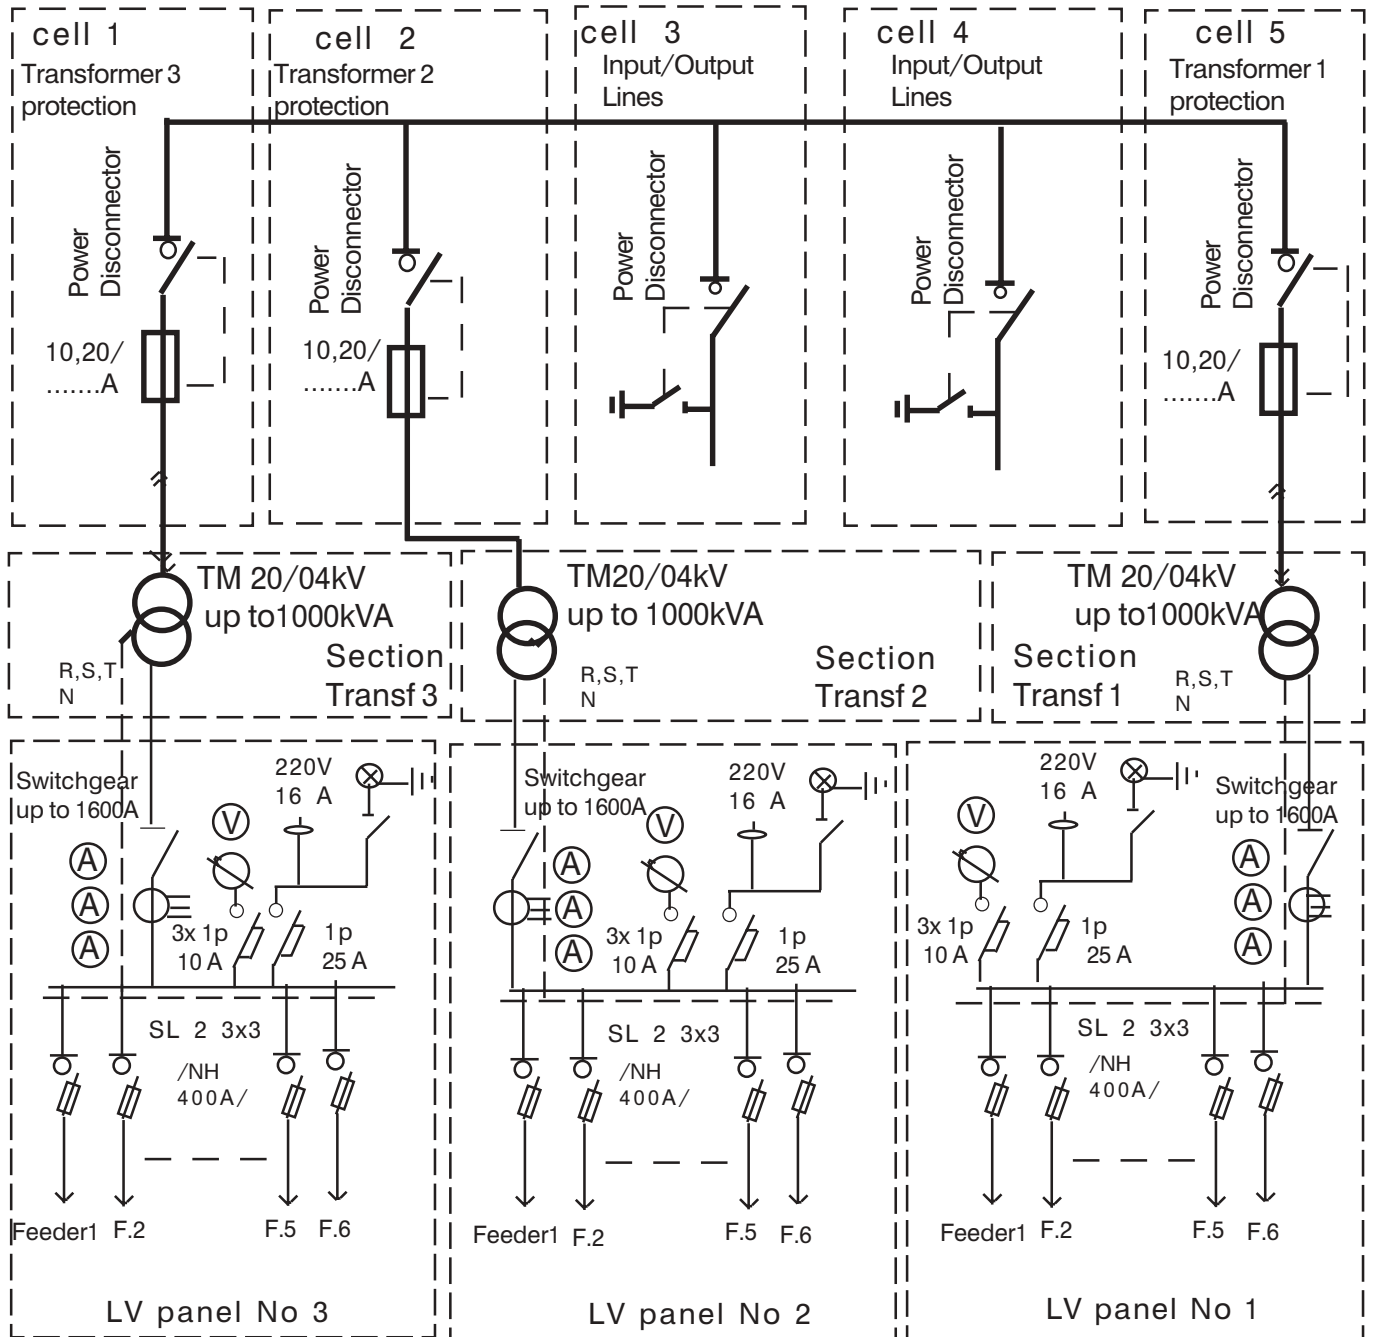 cell 1
Transformer 3
protection
cell 2
Transformer 2
protection
cell 3
Input/Output
Lines
cell 4
Input/Output
Lines
cell 5
Transformer 1
protection
Power
Disconnector
10,20/
.......A
Power
Disconnector
10,20/
.......A
Power
Disconnector
Power
Disconnector
Power
Disconnector
10,20/
.......A
TM 20/04kV
up to1000kVA
Section
Transf 3
R,S,T
N
TM20/04kV
up to 1000kVA
Section
Transf 2
R,S,T
N
TM 20/04kV
up to1000kVA
Section
Transf 1
R,S,T
N
Switchgear
up to 1600A
220V
16 A
V
A
A
A
3x 1p
10 A
1p
25 A
SL 2 3x3
/NH
400A/
Feeder1
F.2
F.5
F.6
LV panel No 3
Switchgear
up to 1600A
220V
16 A
V
A
A
A
3x 1p
10 A
1p
25 A
SL 2 3x3
/NH
400A/
Feeder1
F.2
F.5
F.6
LV panel No 2
220V
16 A
Switchgear
up to 1600A
V
A
A
A
3x 1p
10 A
1p
25 A
SL 2 3x3
/NH
400A/
Feeder1
F.2
F.5
F.6
LV panel No 1